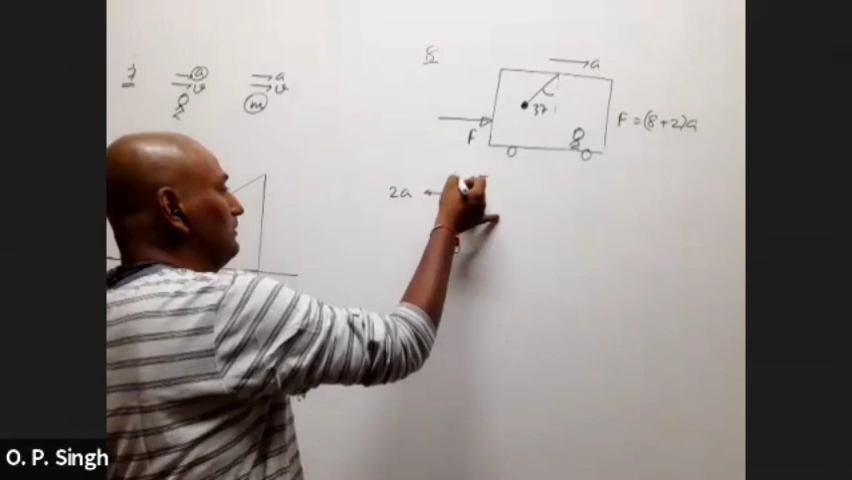 7
a
v
a
v
m
8
a
37
F
F = (8+2)a
2a
O. P. Singh